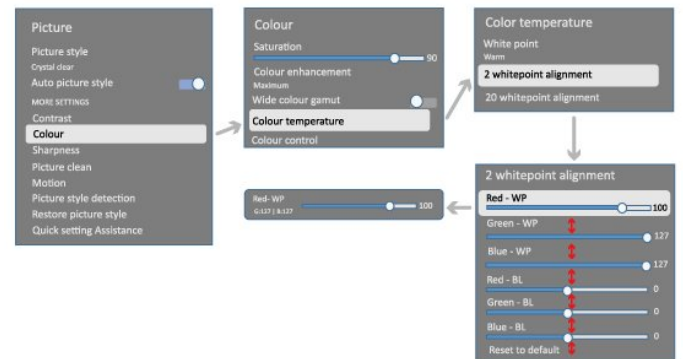 Picture
Picture style
Crystal clear
Auto picture style
MORE SETTINGS
Contrast
Colour
Sharpness
Picture clean
Motion
Picture style detection
Restore picture style
Quick setting Assistance
Colour
Saturation
90
Colour enhancement
Maximum
Wide colour gamut
Colour temperature
Colour control
Color temperature
White point
Warm
2 whitepoint alignment
20 whitepoint alignment
2 whitepoint alignment
Red - WP
100
Green - WP
127
Blue - WP
127
Red - BL
0
Green - BL
0
Blue - BL
0
Reset to default
Red- WP
G:127 | B:127
100